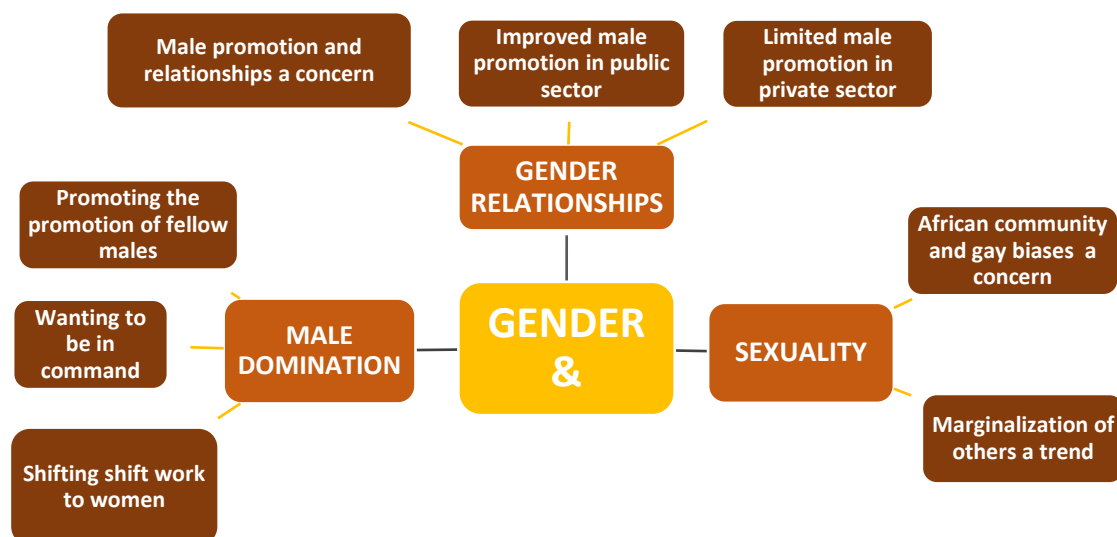 Male promotion and
relationships a concern
Improved male
promotion in public
sector
Limited male
promotion in
private sector
GENDER
RELATIONSHIPS
Promoting the
promotion of fellow
males
Wanting to
be in
command
Shifting shift work
to women
MALE
DOMINATION
GENDER
&
SEXUALITY
African community
and gay biases a
concern
Marginalization of
others a trend